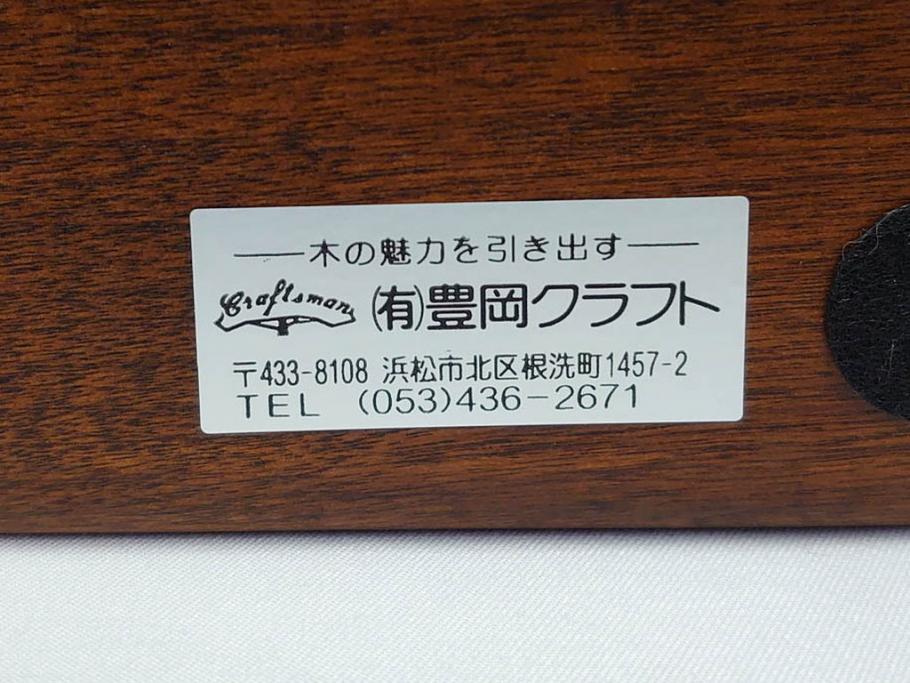 木の魅力を引き出す
Craftsman (有)豊岡クラフト
〒433-8108 浜松市北区根洗町1457-2
TEL (053)436-2671